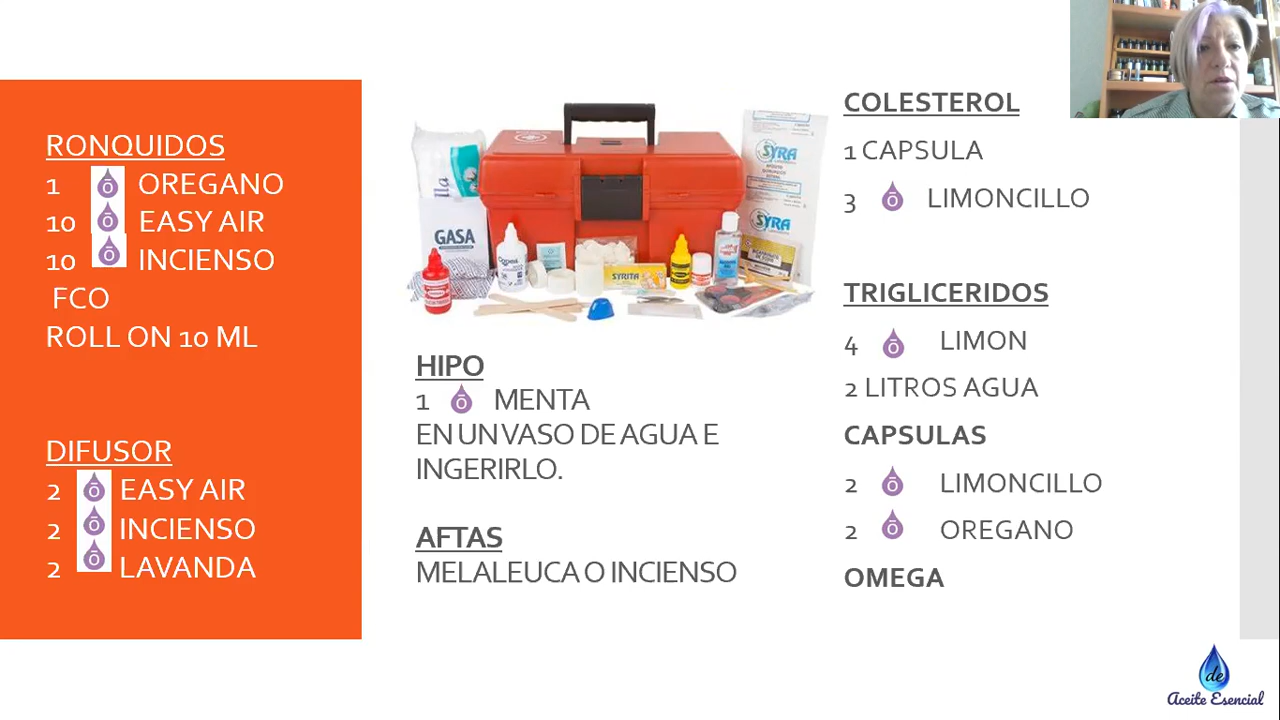 RONQUIDOS
1 ō OREGANO
10 ō EASY AIR
10 ō INCIENSO
FCO
ROLL ON 10 ML
DIFUSOR
2 ō EASY AIR
2 ō INCIENSO
2 ō LAVANDA
SYRA
SYRA
GASA
SYRITA
HIPO
1 ō MENTA
EN UN VASO DE AGUA E
INGERIRLO.
AFTAS
MELALEUCA O INCIENSO
COLESTEROL
1 CAPSULA
3 ō LIMONCILLO
TRIGLICERIDOS
4 ō LIMON
2 LITROS AGUA
CAPSULAS
2 ō LIMONCILLO
2 ō OREGANO
OMEGA
de
Aceite Esencial